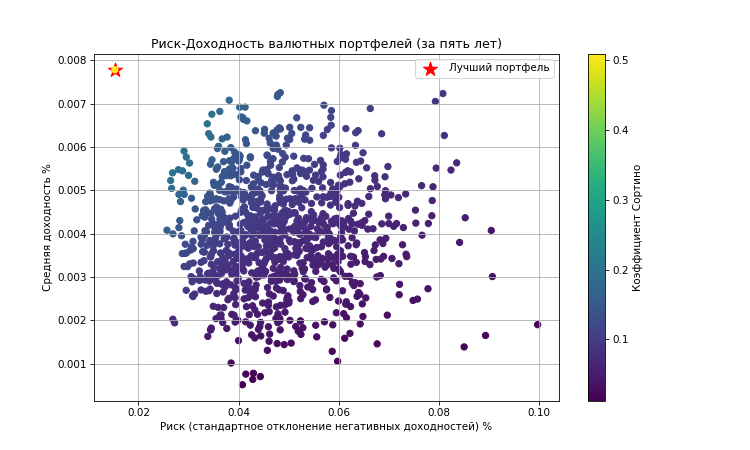 Риск-Доходность валютных портфелей (за пять лет)
Лучший портфель
Средняя доходность %
0.008
0.007
0.006
0.005
0.004
0.003
0.002
0.001
0.02 0.04 0.06 0.08 0.10
Риск (стандартное отклонение негативных доходностей) %
0.5
0.4
0.3
0.2
0.1
Коэффициент Сортино